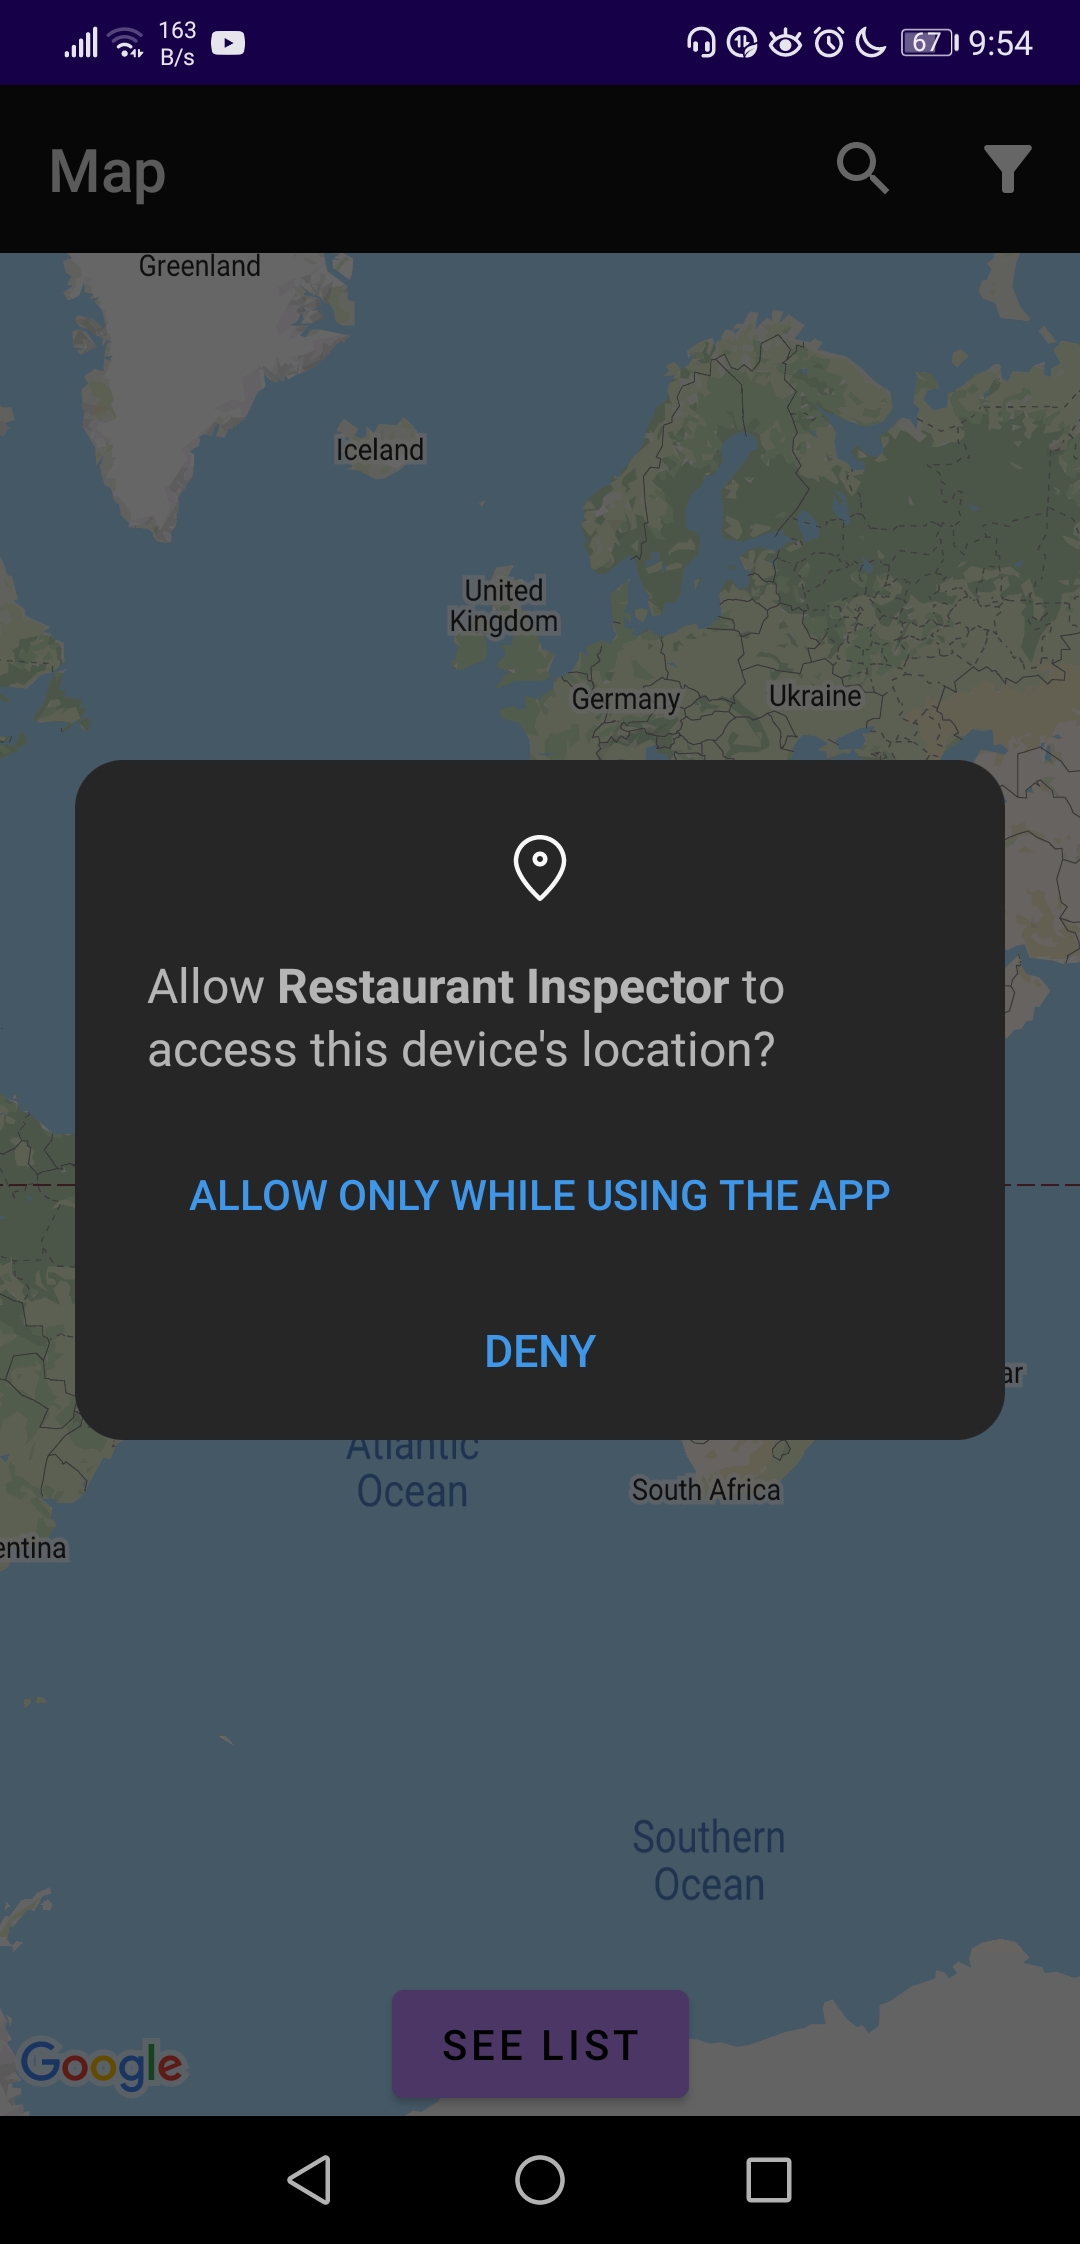 163
B/s
67
9:54
Map
Greenland
Iceland
United
Kingdom
Germany
Ukraine
Allow Restaurant Inspector to
access this device's location?
ALLOW ONLY WHILE USING THE APP
DENY
ar
Atlantic
Ocean
South Africa
entina
Southern
Ocean
SEE LIST
Google